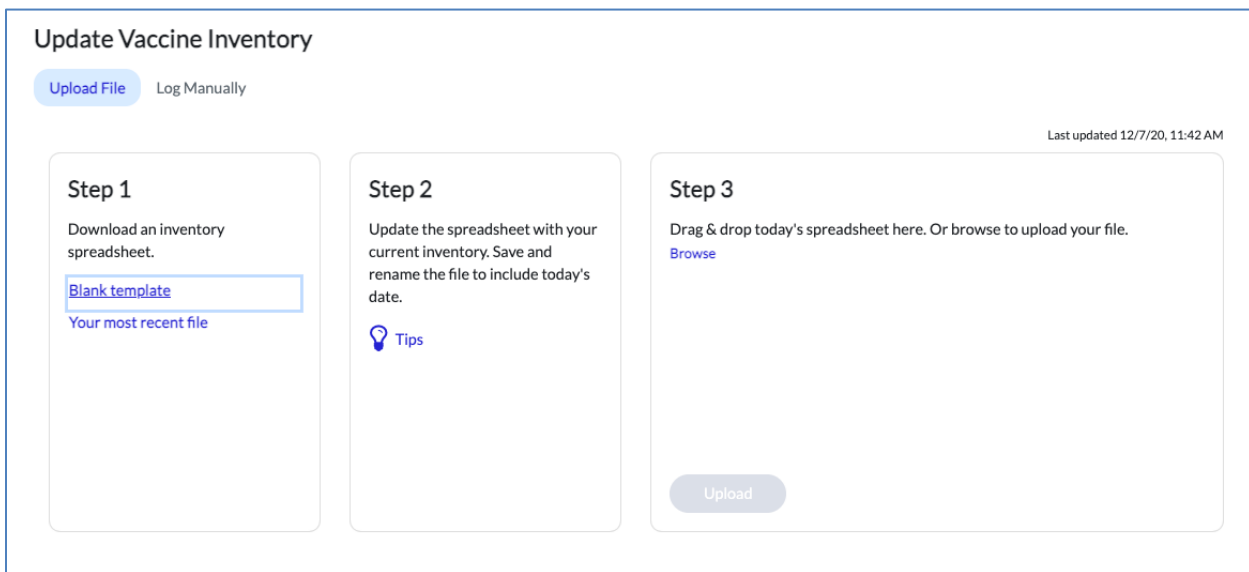 Update Vaccine Inventory
Upload File
Log Manually
Last updated 12/7/20, 11:42 AM
Step 1
Download an inventory
spreadsheet.
Blank template
Your most recent file
Step 2
Update the spreadsheet with your
current inventory. Save and
rename the file to include today's
date.
Tips
Step 3
Drag & drop today's spreadsheet here. Or browse to upload your file.
Browse
Upload